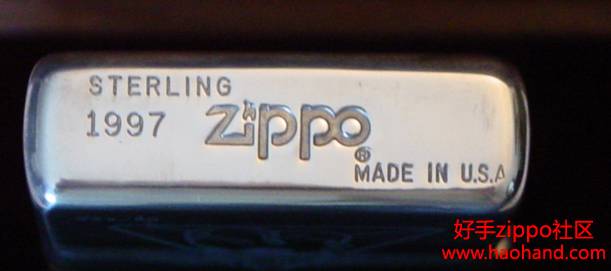 STERLING
1997 zippo
®
MADE IN U.S.A
好手zippo社区
www.haohand.com